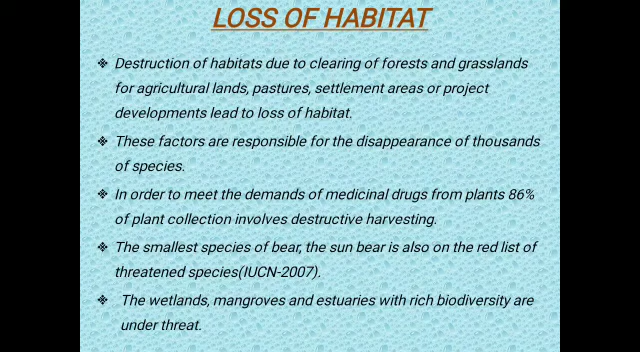 LOSS OF HABITAT
❖ Destruction of habitats due to clearing of forests and grasslands
for agricultural lands, pastures, settlement areas or project
developments lead to loss of habitat.
❖ These factors are responsible for the disappearance of thousands
of species.
❖ In order to meet the demands of medicinal drugs from plants 86%
of plant collection involves destructive harvesting.
❖ The smallest species of bear, the sun bear is also on the red list of
threatened species(IUCN-2007).
❖ The wetlands, mangroves and estuaries with rich biodiversity are
under threat.